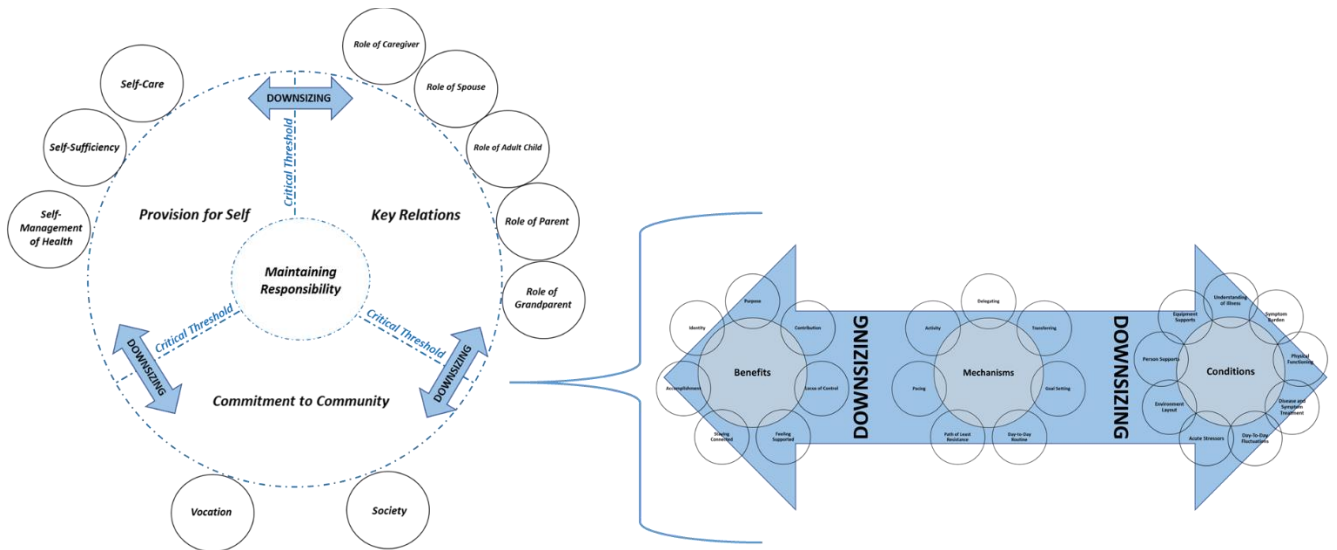 Role of Caregiver
Self-Care
DOWNSIZING
Role of Spouse
Self-Sufficiency
Critical Threshold
Role of Adult Child
Self-
Management
of Health
Provision for Self
Key Relations
Role of Parent
Maintaining
Responsibility
Role of
Grandparent
Critical Threshold
Critical Threshold
DOWNSIZING
DOWNSIZING
Commitment to Community
Vocation
Society
Purpose
Identity
Contribution
Benefits
Accomplishment
Locus of Control
Staying
Connected
Feeling
Supported
DOWNSIZING
Delegating
Activity
Transferring
Mechanisms
Pacing
Goal Setting
Path of Least
Resistance
Day-to-Day
Routine
DOWNSIZING
Understanding
of Illness
Equipment
Supports
Symptom
Burden
Person Supports
Physical
Functioning
Conditions
Environment
Layout
Disease and
Symptom
Treatment
Acute Stressors
Day-To-Day
Fluctuations